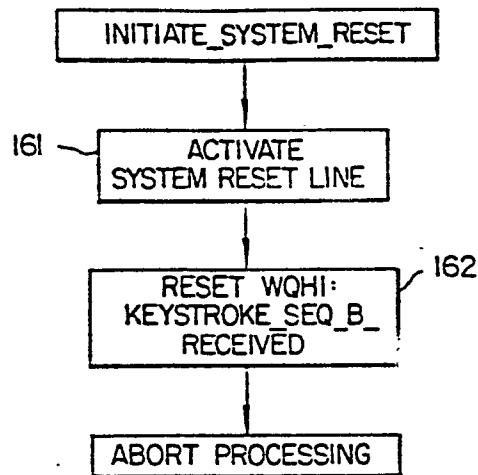 INITIATE_SYSTEM_RESET
161
ACTIVATE
SYSTEM RESET LINE
162
RESET WQHI:
KEYSTROKE_SEQ_B_
RECEIVED
ABORT PROCESSING